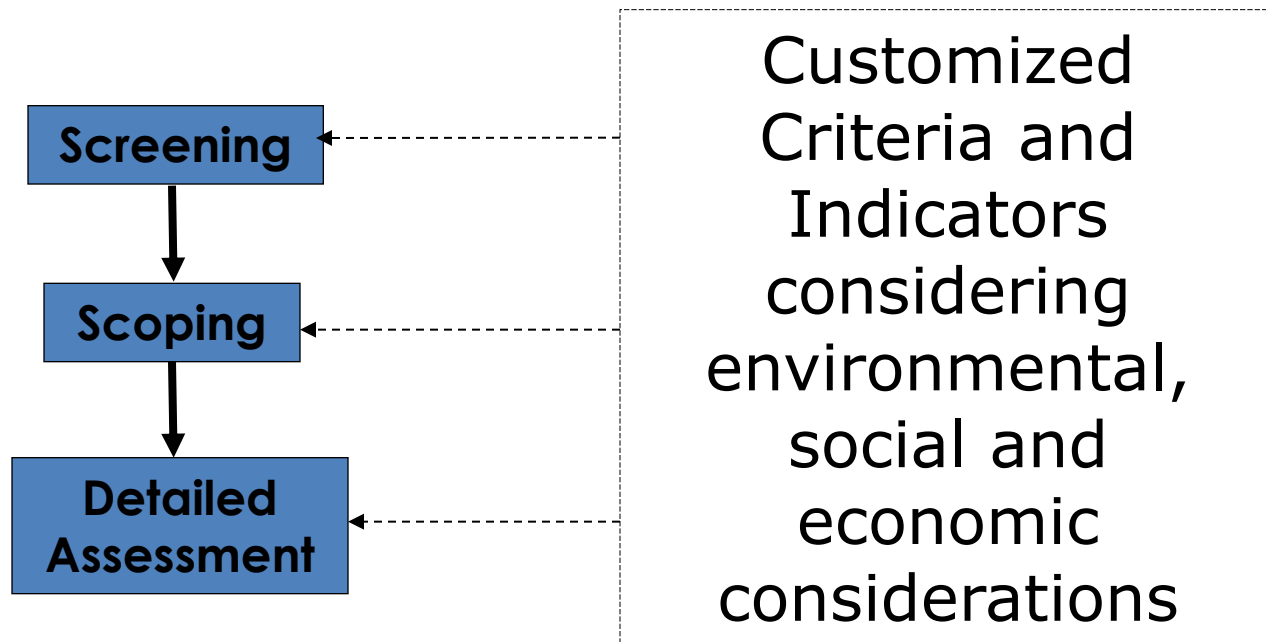 Screening
Scoping
Detailed
Assessment
Customized
Criteria and
Indicators
considering
environmental,
social and
economic
considerations